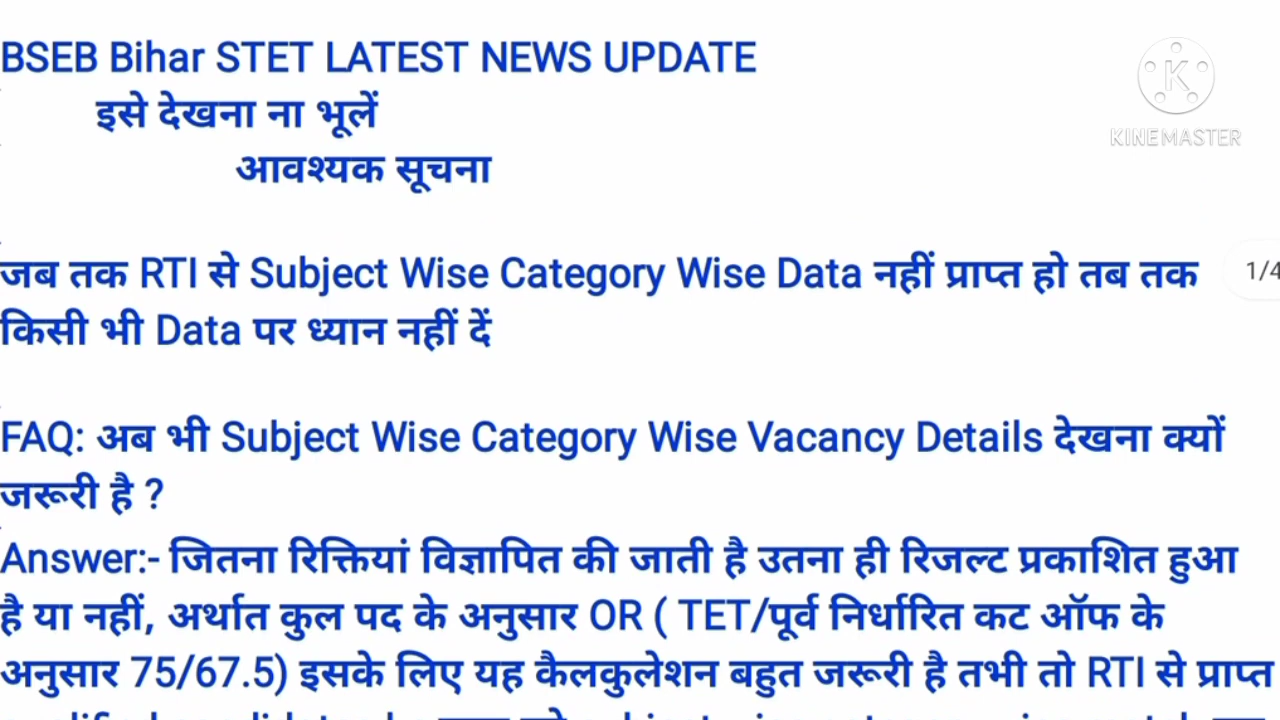 BSEB Bihar STET LATEST NEWS UPDATE
इसे देखना ना भूलें
आवश्यक सूचना
K
KINEMASTER
जब तक RTI से Subject Wise Category Wise Data नहीं प्राप्त हो तब तक
1/4
किसी भी Data पर ध्यान नहीं दें
FAQ: अब भी Subject Wise Category Wise Vacancy Details देखना क्यों
जरूरी है ?
Answer:- जितना रिक्तियां विज्ञापित की जाती है उतना ही रिजल्ट प्रकाशित हुआ
है या नहीं, अर्थात कुल पद के अनुसार OR ( TET/पूर्व निर्धारित कट ऑफ के
अनुसार 75/67.5) इसके लिए यह कैलकुलेशन बहुत जरूरी है तभी तो RTI से प्राप्त